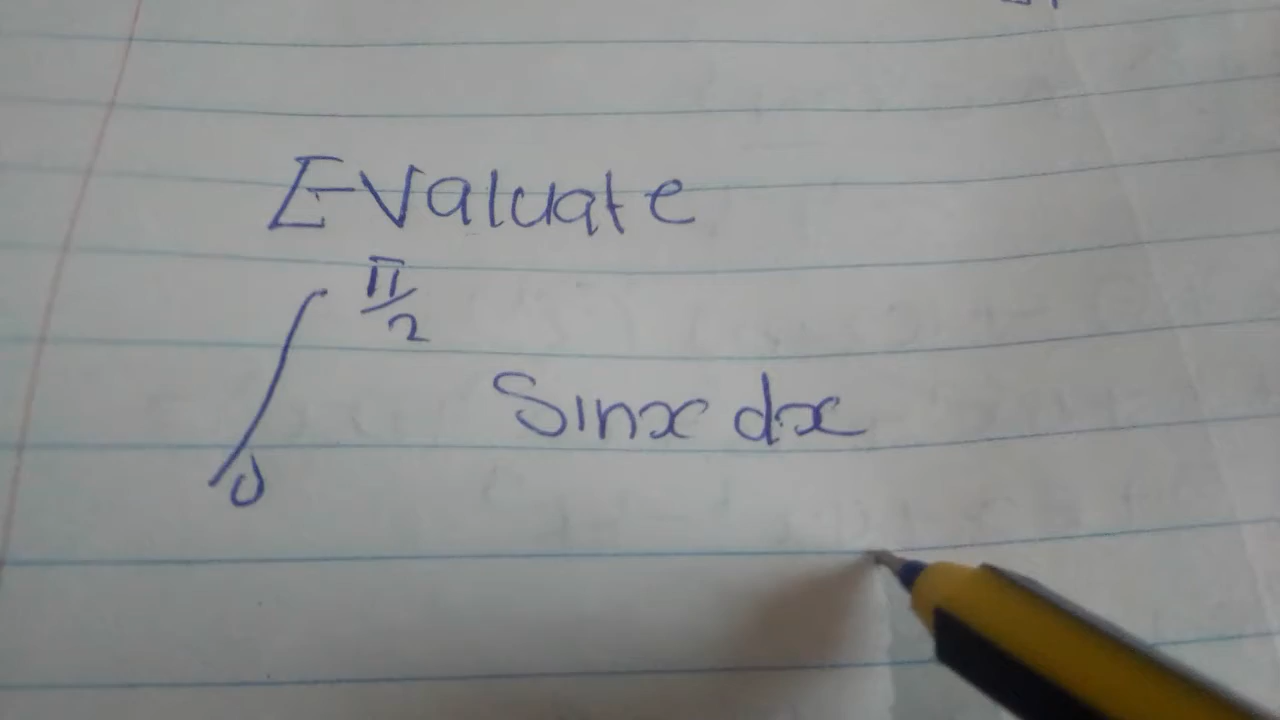 Evaluate
∫₀^(π/2) Sinx dx